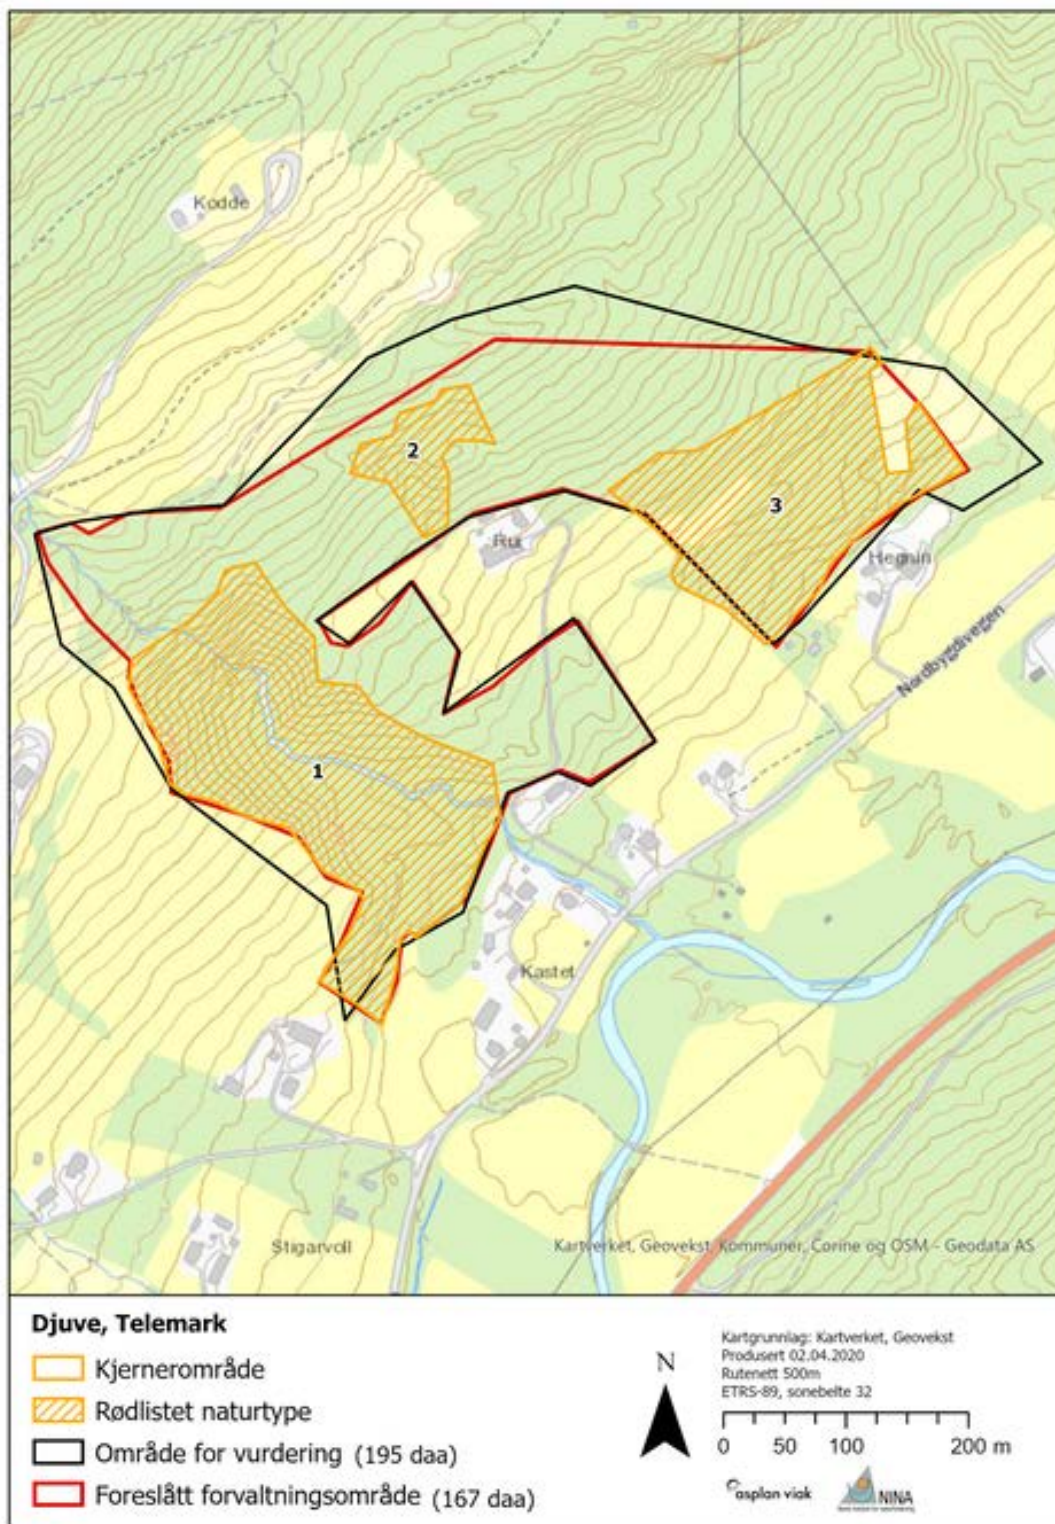 Kodde
2
Rui
3
Hegnin
Nordbygdivegen
1
Kastet
Stigarvoll
Kartverket, Geovekst, kommuner, Corine og OSM - Geodata AS
Djuve, Telemark
Kjernerområde
Rødlistet naturtype
Område for vurdering (195 daa)
Foreslått forvaltningsområde (167 daa)
N
Kartgrunnlag: Kartverket, Geovekst
Produsert 02.04.2020
Rutenett 500m
ETRS-89, sonebelte 32
0 50 100 200 m
asplan viak
NINA